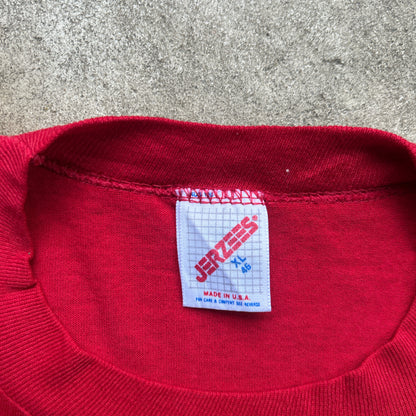 JERZEES®
XL
46
MADE IN U.S.A.
FOR CARE & CONTENT SEE REVERSE